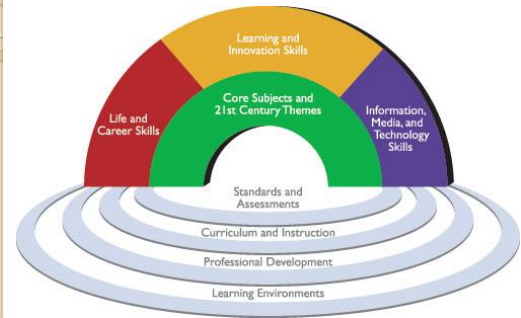 Learning and
Innovation Skills
Core Subjects and
21st Century Themes
Life and
Career Skills
Information,
Media, and
Technology
Skills
Standards and
Assessments
Curriculum and Instruction
Professional Development
Learning Environments